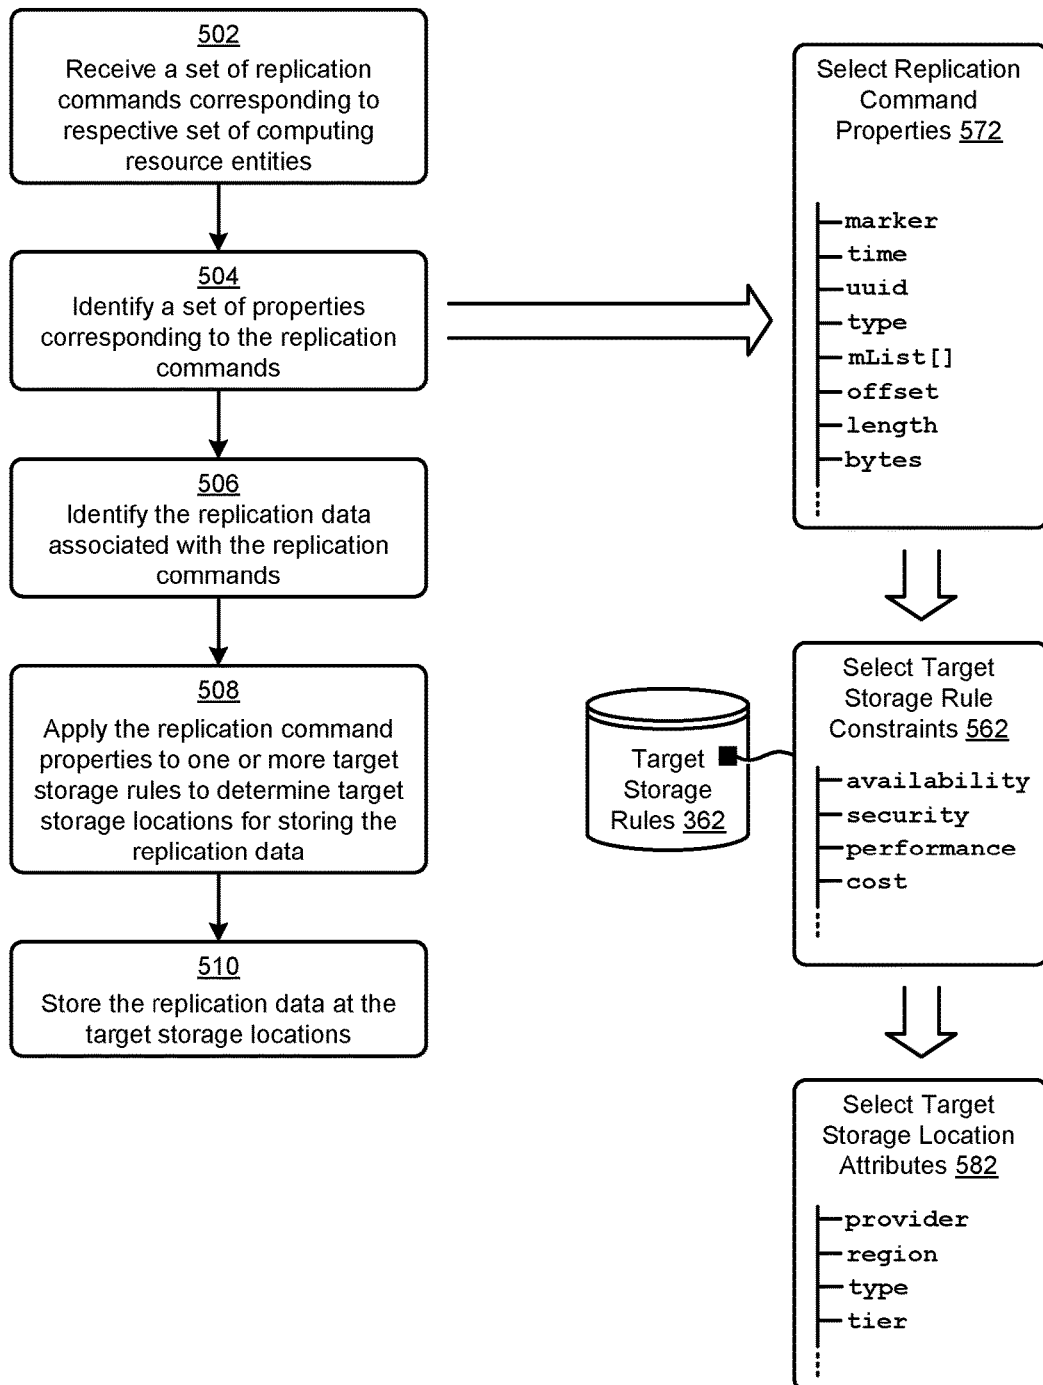 502
Receive a set of replication
commands corresponding to
respective set of computing
resource entities
504
Identify a set of properties
corresponding to the replication
commands
506
Identify the replication data
associated with the replication
commands
508
Apply the replication command
properties to one or more target
storage rules to determine target
storage locations for storing the
replication data
510
Store the replication data at the
target storage locations
Select Replication
Command
Properties 572
marker
time
uuid
type
mList[]
offset
length
bytes
Target
Storage
Rules 362
Select Target
Storage Rule
Constraints 562
availability
security
performance
cost
Select Target
Storage Location
Attributes 582
provider
region
type
tier